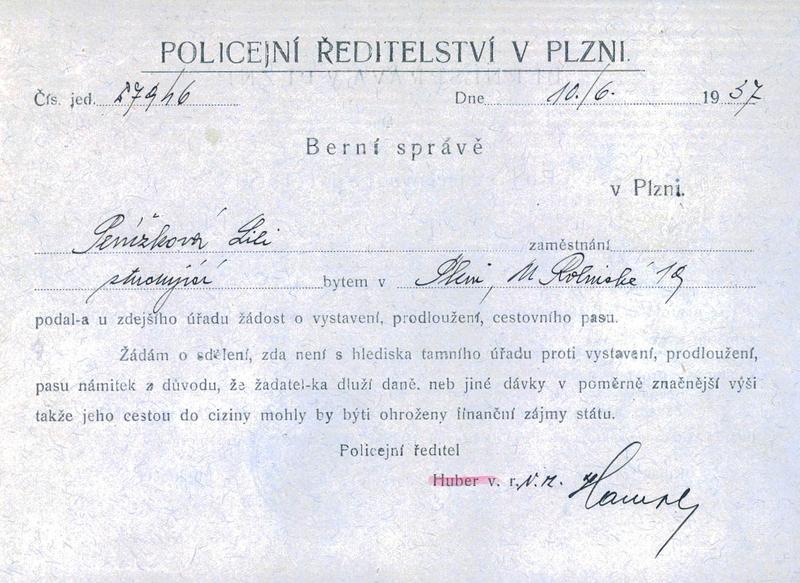 POLICEJNÍ ŘEDITELSTVÍ V PLZNI.
Čís. jed. 27946 Dne 10./6. 1937
Berní správě
v Plzni.
Penížková Lili zaměstnání
studující bytem v Plzni, U Rolnické 19
podal-a u zdejšího úřadu žádost o vystavení, prodloužení, cestovního pasu.
Žádám o sdělení, zda není s hlediska tamního úřadu proti vystavení, prodloužení,
pasu námitek z důvodu, že žadatel-ka dluží daně. neb jiné dávky v poměrně značnější výši
takže jeho cestou do ciziny mohly by býti ohroženy finanční zájmy státu.
Policejní ředitel
Huber v. r.